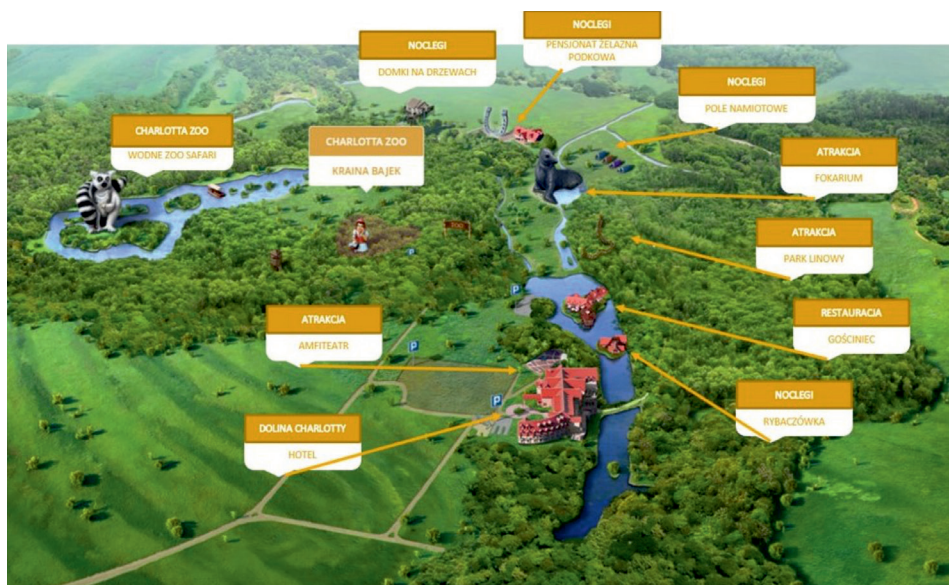 NOCLEGI
PENSJONAT ŻELAZNA
PODKOWA
NOCLEGI
DOMKI NA DRZEWACH
NOCLEGI
POLE NAMIOTOWE
CHARLOTTA ZOO
WODNE ZOO SAFARI
CHARLOTTA ZOO
KRAINA BAJEK
ATRAKCJA
FOKARIUM
ZOO
ATRAKCJA
PARK LINOWY
P
P
ATRAKCJA
AMFITEATR
RESTAURACJA
GOŚCINIEC
P
P
NOCLEGI
RYBACZÓWKA
DOLINA CHARLOTTY
HOTEL